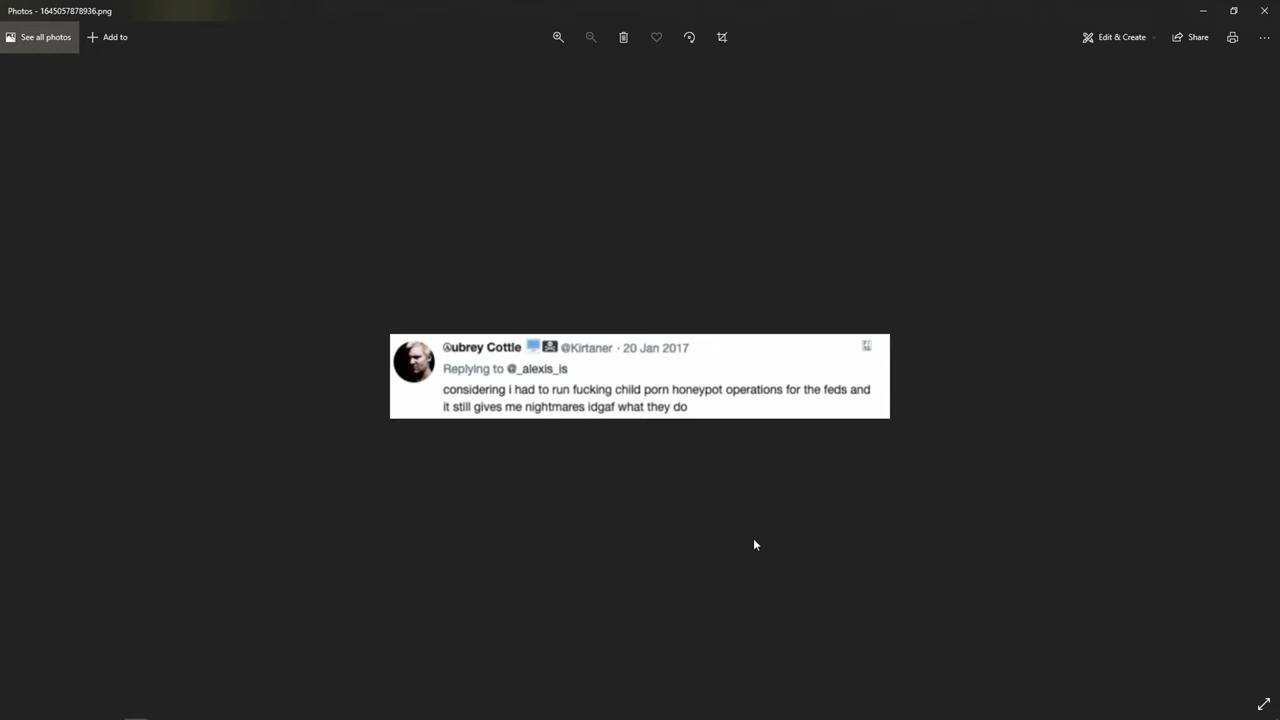 Photos - 1645057878936.png
See all photos
Add to
Edit & Create
Share
Ⓐubrey Cottle 🖥️🏴‍☠️ @Kirtaner · 20 Jan 2017
Replying to @_alexis_is
considering i had to run fucking child porn honeypot operations for the feds and
it still gives me nightmares idgaf what they do